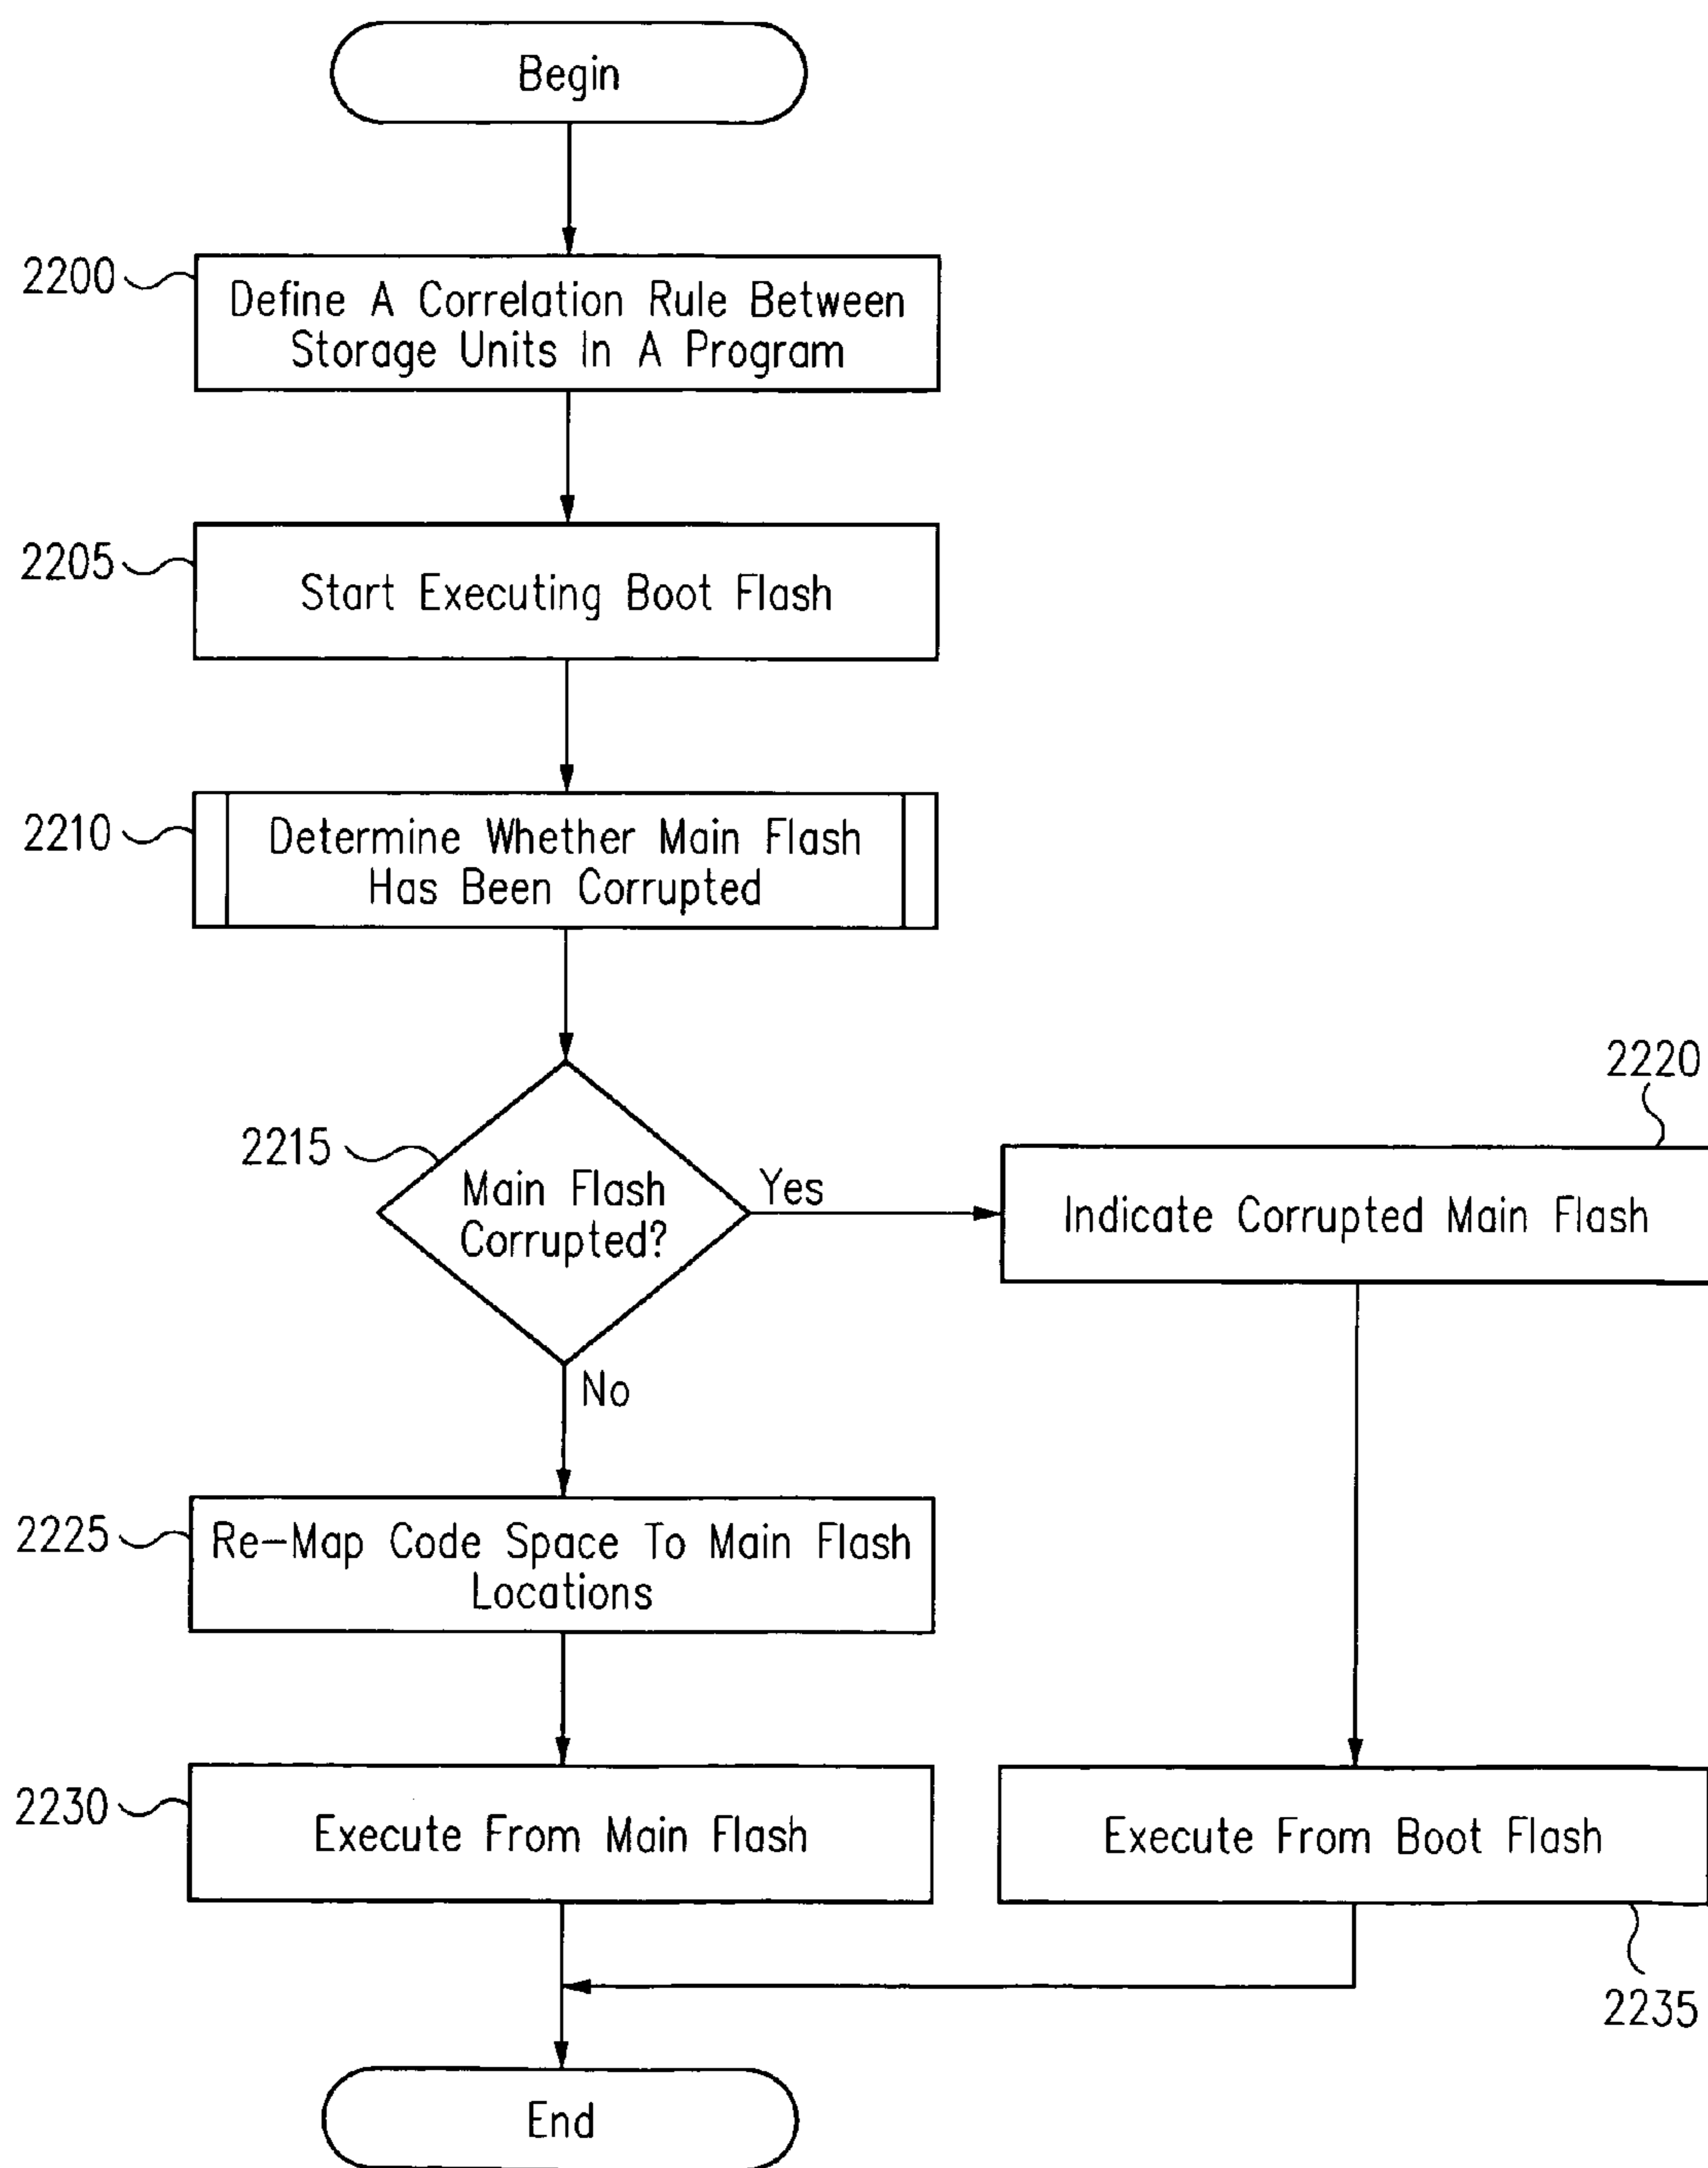 Begin
2200
Define A Correlation Rule Between
Storage Units In A Program
2205
Start Executing Boot Flash
2210
Determine Whether Main Flash
Has Been Corrupted
2215
Main Flash
Corrupted?
Yes
2220
Indicate Corrupted Main Flash
No
2225
Re-Map Code Space To Main Flash
Locations
2230
Execute From Main Flash
Execute From Boot Flash
2235
End